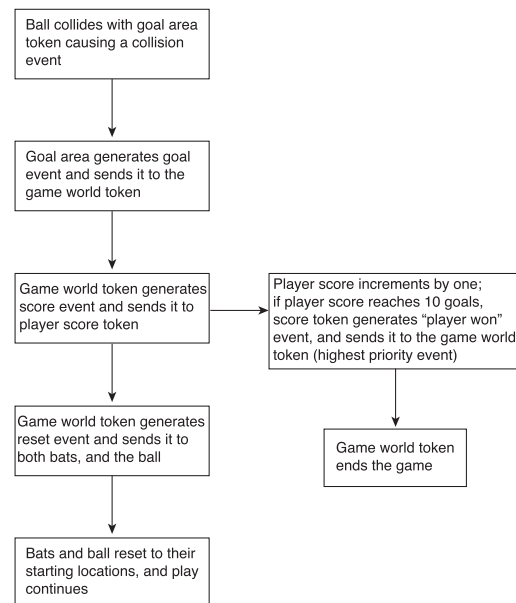 Ball collides with goal area
token causing a collision
event
Goal area generates goal
event and sends it to the
game world token
Game world token generates
score event and sends it to
player score token
Player score increments by one;
if player score reaches 10 goals,
score token generates “player won”
event, and sends it to the game world
token (highest priority event)
Game world token generates
reset event and sends it to
both bats, and the ball
Game world token
ends the game
Bats and ball reset to their
starting locations, and play
continues